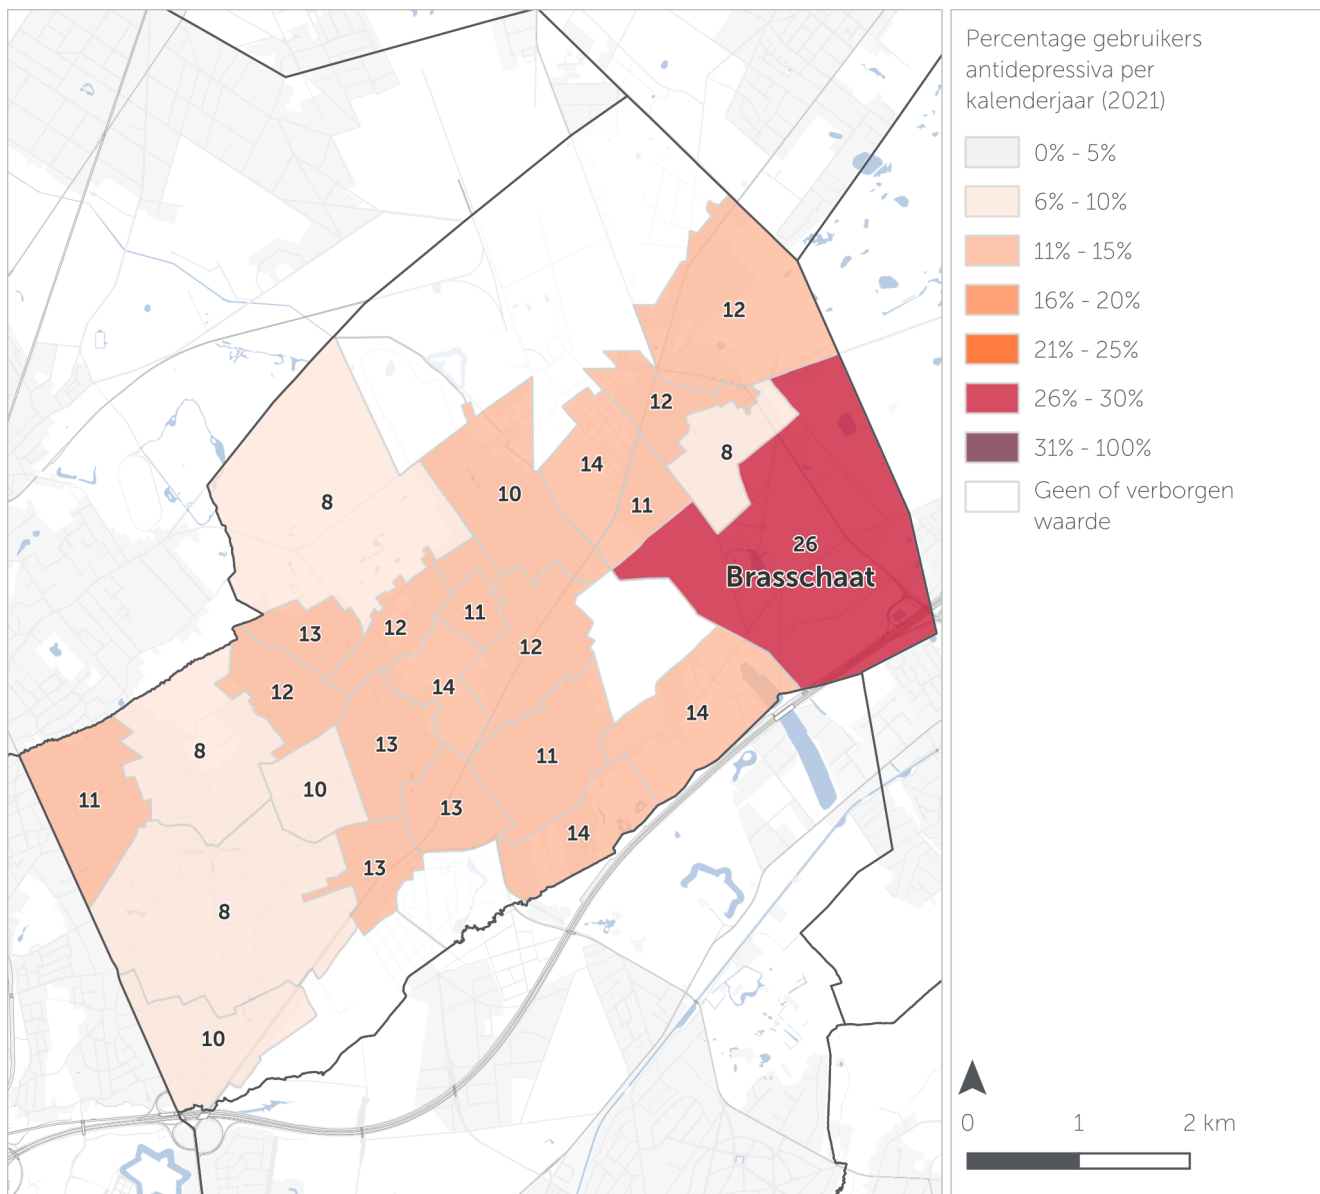 Percentage gebruikers
antidepressiva per
kalenderjaar (2021)
0% - 5%
6% - 10%
11% - 15%
16% - 20%
21% - 25%
26% - 30%
31% - 100%
Geen of verborgen
waarde
12
12
8
14
10
11
8
26
Brasschaat
11
12
13
12
14
12
14
13
11
8
10
11
13
14
13
8
10
0 1 2 km